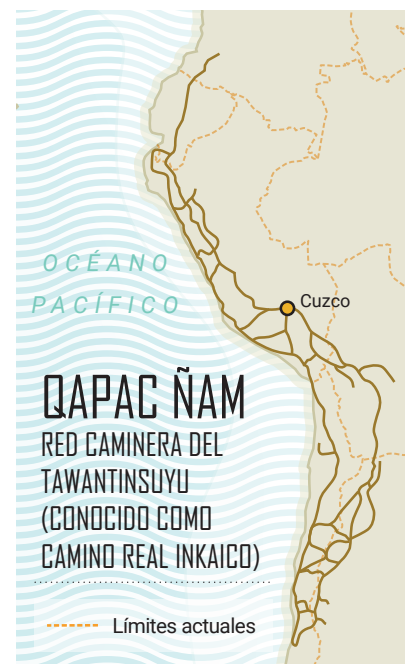 OCÉANO
PACÍFICO
Cuzco
QAPAC ÑAM
RED CAMINERA DEL
TAWANTINSUYU
(CONOCIDO COMO
CAMINO REAL INKAICO)
Límites actuales